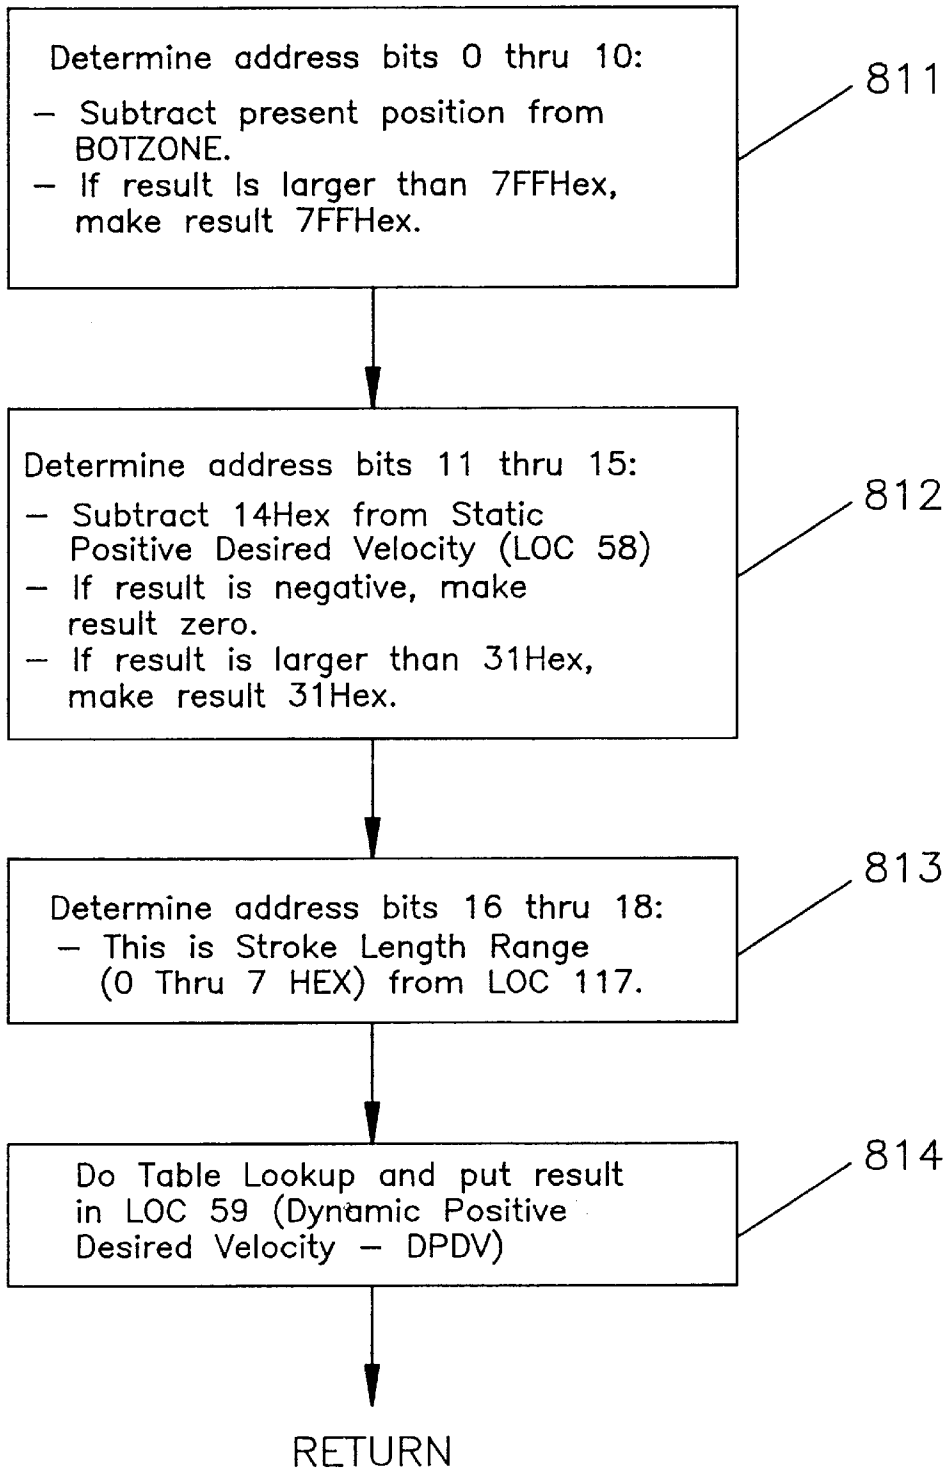 Determine address bits 0 thru 10:
– Subtract present position from
BOTZONE.
– If result Is larger than 7FFHex,
make result 7FFHex.
811
Determine address bits 11 thru 15:
– Subtract 14Hex from Static
Positive Desired Velocity (LOC 58)
– If result is negative, make
result zero.
– If result is larger than 31Hex,
make result 31Hex.
812
Determine address bits 16 thru 18:
– This is Stroke Length Range
(0 Thru 7 HEX) from LOC 117.
813
Do Table Lookup and put result
in LOC 59 (Dynamic Positive
Desired Velocity – DPDV)
814
RETURN